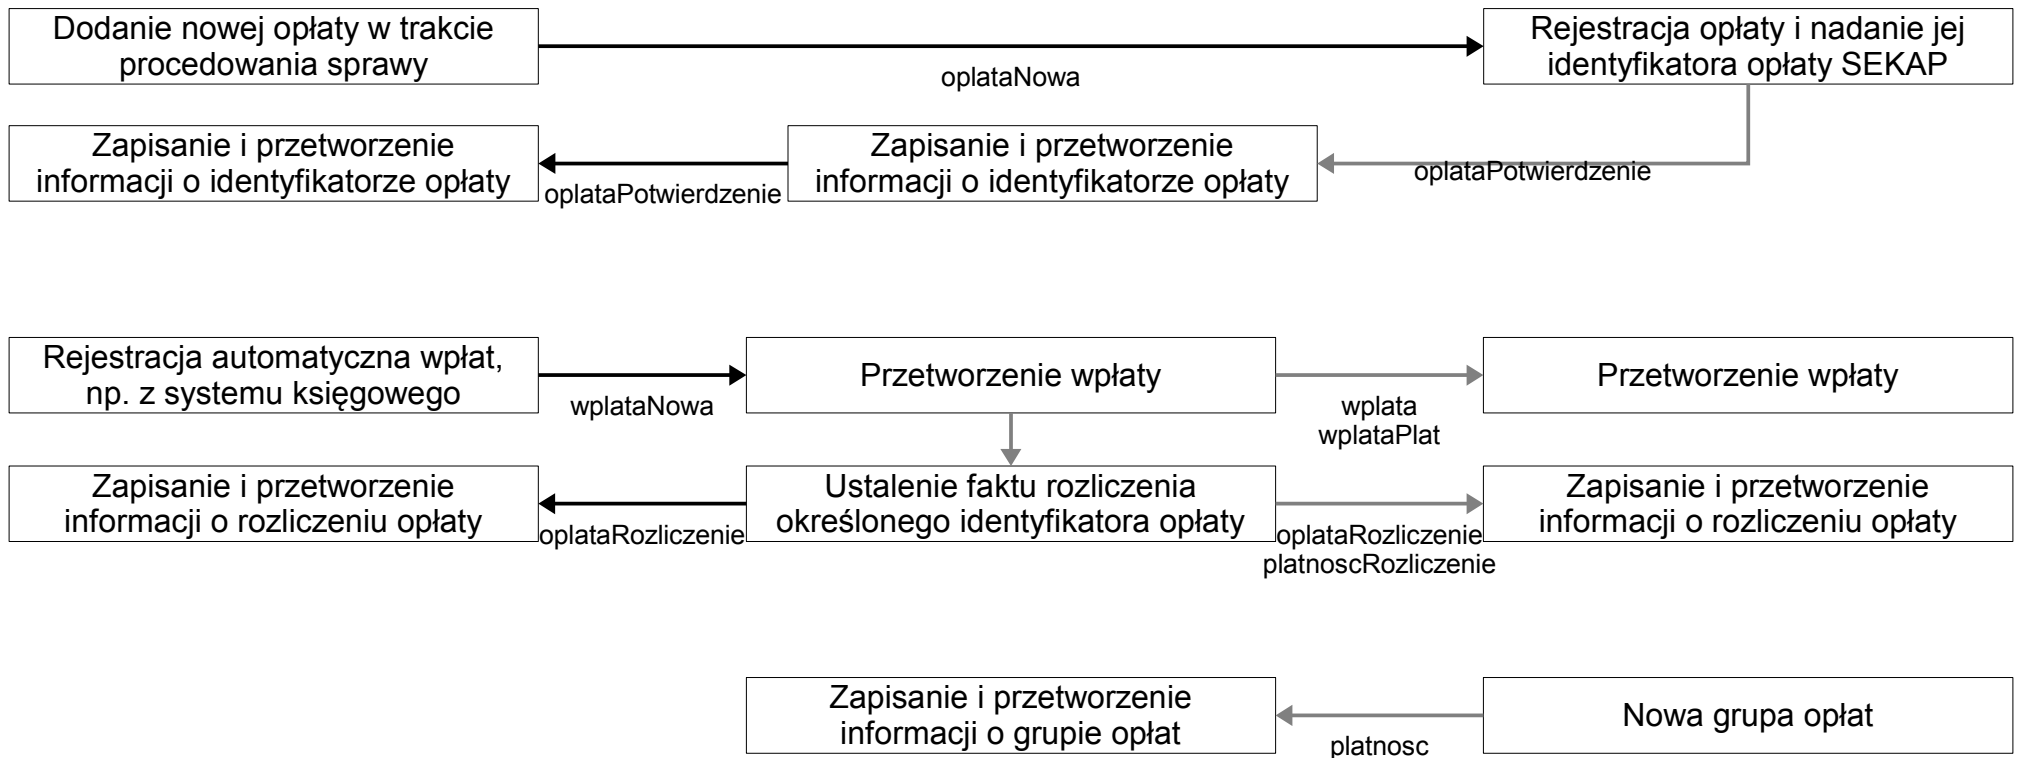 Dodanie nowej opłaty w trakcie
procedowania sprawy
oplataNowa
Rejestracja opłaty i nadanie jej
identyfikatora opłaty SEKAP
Zapisanie i przetworzenie
informacji o identyfikatorze opłaty
oplataPotwierdzenie
Zapisanie i przetworzenie
informacji o identyfikatorze opłaty
oplataPotwierdzenie
Rejestracja automatyczna wpłat,
np. z systemu księgowego
wplataNowa
Przetworzenie wpłaty
wplata
wplataPlat
Przetworzenie wpłaty
Zapisanie i przetworzenie
informacji o rozliczeniu opłaty
oplataRozliczenie
Ustalenie faktu rozliczenia
określonego identyfikatora opłaty
oplataRozliczenie
platnoscRozliczenie
Zapisanie i przetworzenie
informacji o rozliczeniu opłaty
Zapisanie i przetworzenie
informacji o grupie opłat
platnosc
Nowa grupa opłat